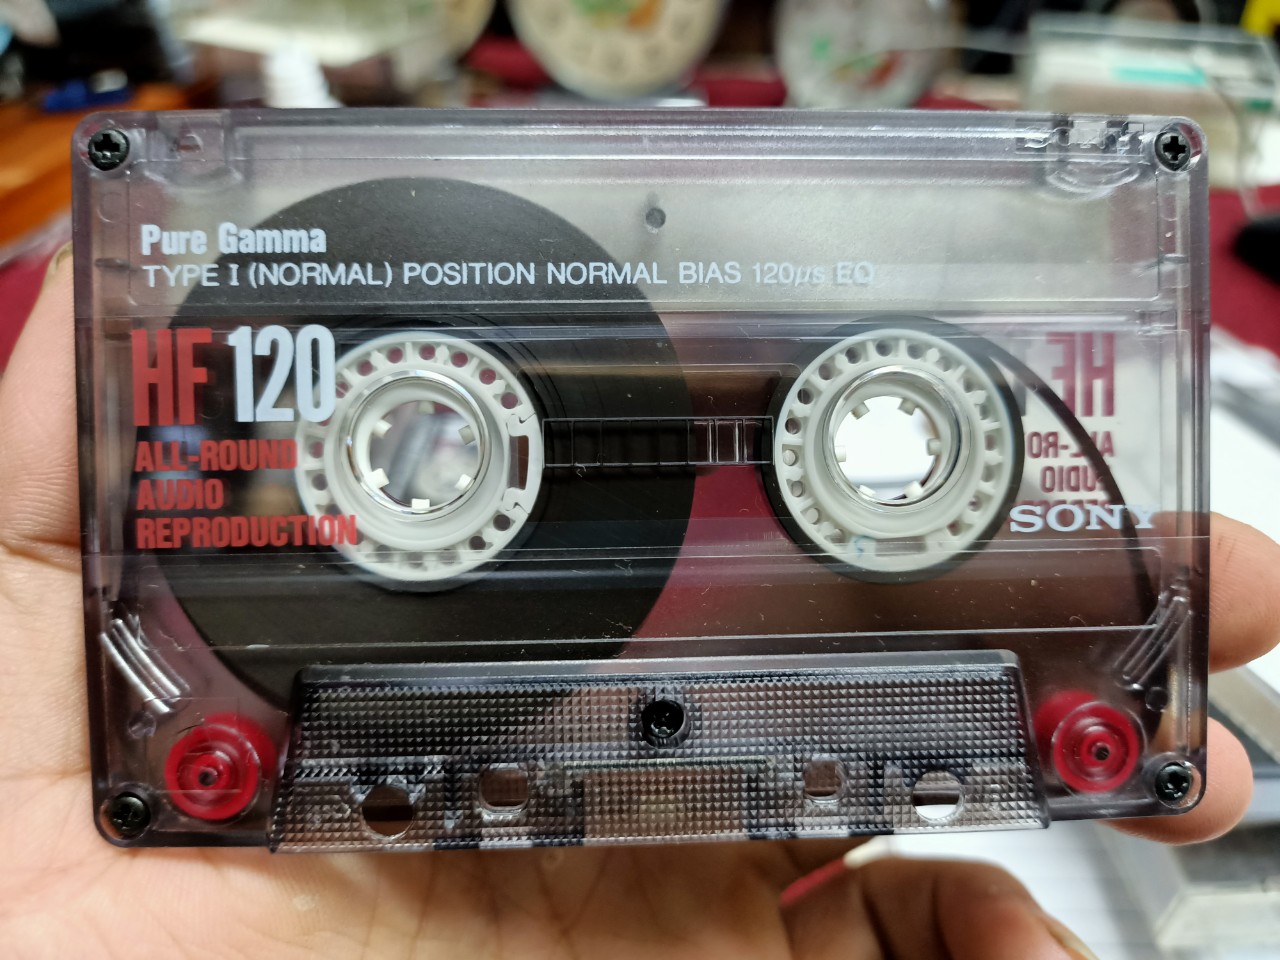 Pure Gamma
TYPE I (NORMAL) POSITION NORMAL BIAS 120µs EQ
HF 120
ALL-ROUND
AUDIO
REPRODUCTION
SONY